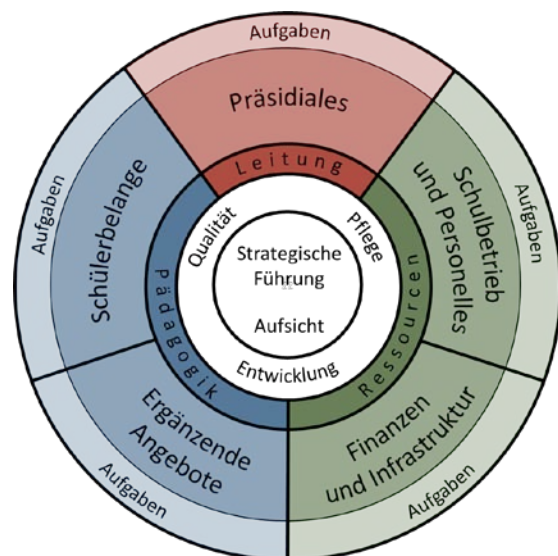 Aufgaben
Präsidiales
Leitung
Aufgaben
Schulbetrieb
und Personelles
Aufgaben
Finanzen
und Infrastruktur
Ressourcen
Aufgaben
Ergänzende
Angebote
Aufgaben
Schülerbelange
Pädagogik
Qualität
Pflege
Entwicklung
Strategische
Führung
Aufsicht